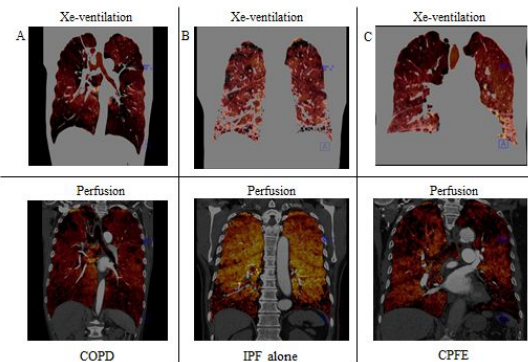 Xe-ventilation Xe-ventilation Xe-ventilation
A B C
A A
Perfusion Perfusion Perfusion
COPD IPF alone CPFE